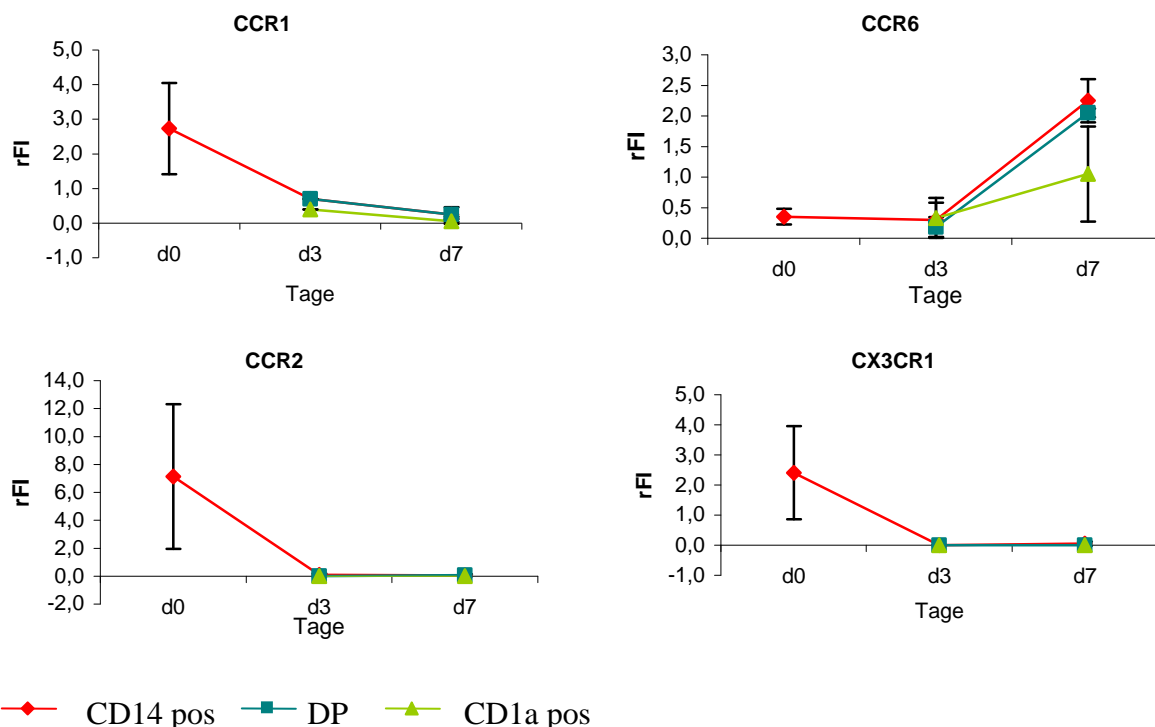 CCR1
5,0
4,0
3,0
2,0
1,0
0,0
-1,0
rFI
d0 d3 d7
Tage
CCR6
3,0
2,5
2,0
1,5
1,0
0,5
0,0
rFI
d0 d3 d7
Tage
CCR2
14,0
12,0
10,0
8,0
6,0
4,0
2,0
0,0
-2,0
rFI
d0 d3 d7
Tage
CX3CR1
5,0
4,0
3,0
2,0
1,0
0,0
-1,0
rFI
d0 d3 d7
Tage
CD14 pos DP CD1a pos